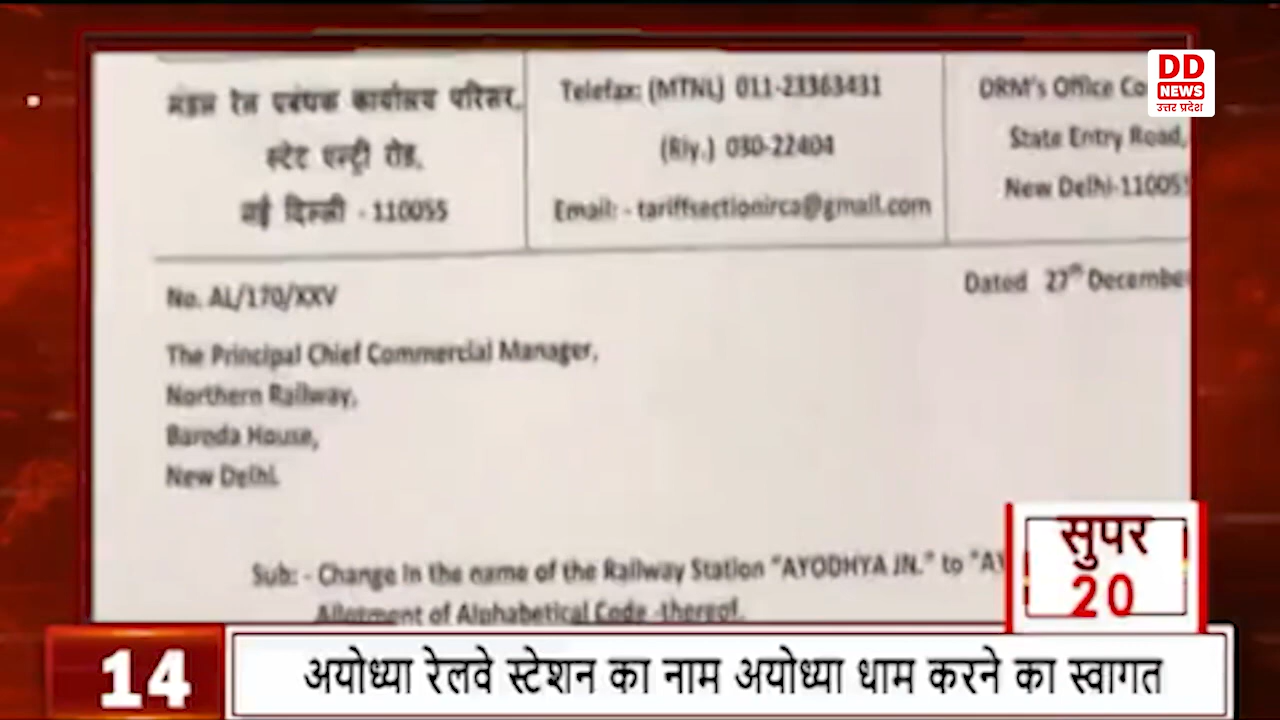 मंडल रेल प्रबंधक कार्यालय परिसर,
स्टेट एन्ट्री रोड,
नई दिल्ली - 110055
Telefax: (MTNL) 011-23363431
(Rly.) 030-22404
Email: - tariffsectionirca@gmail.com
DRM's Office Co
State Entry Road,
New Delhi-110055
DD
NEWS
उत्तर प्रदेश
No. AL/170/XXV
Dated 27th December
The Principal Chief Commercial Manager,
Northern Railway,
Baroda House,
New Delhi.
Sub: - Change in the name of the Railway Station "AYODHYA JN." to "AY
Allotment of Alphabetical Code -thereof.
सुपर
20
14
अयोध्या रेलवे स्टेशन का नाम अयोध्या धाम करने का स्वागत